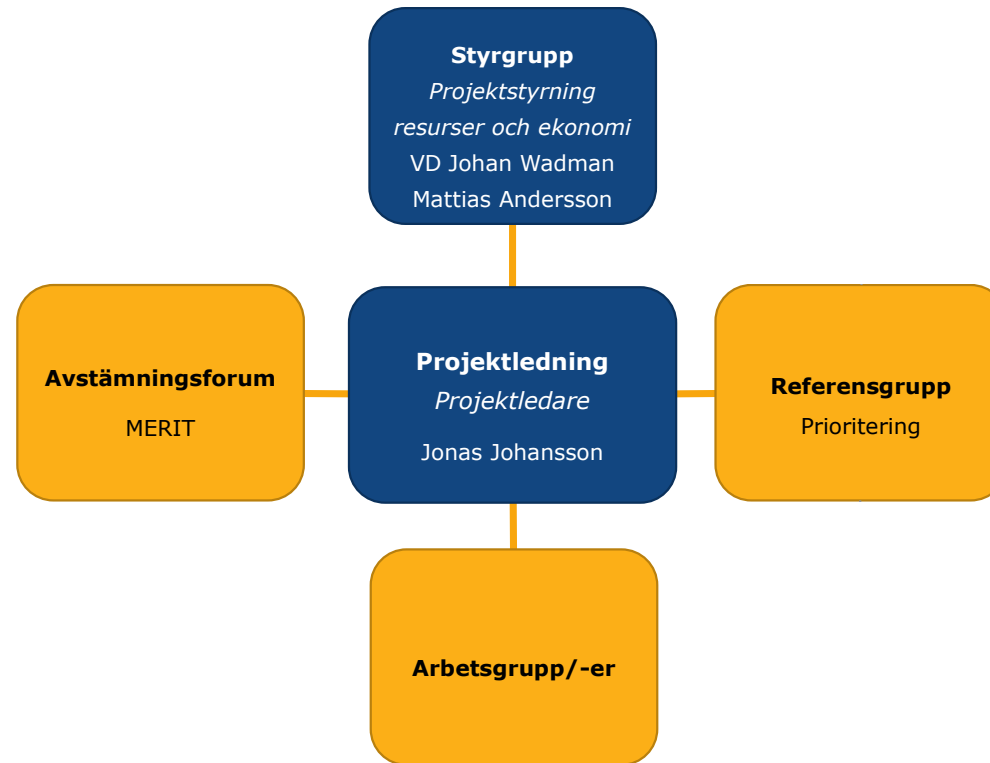 Styrgrupp
Projektstyrning
resurser och ekonomi
VD Johan Wadman
Mattias Andersson
Avstämningsforum
MERIT
Projektledning
Projektledare
Jonas Johansson
Referensgrupp
Prioritering
Arbetsgrupp/-er